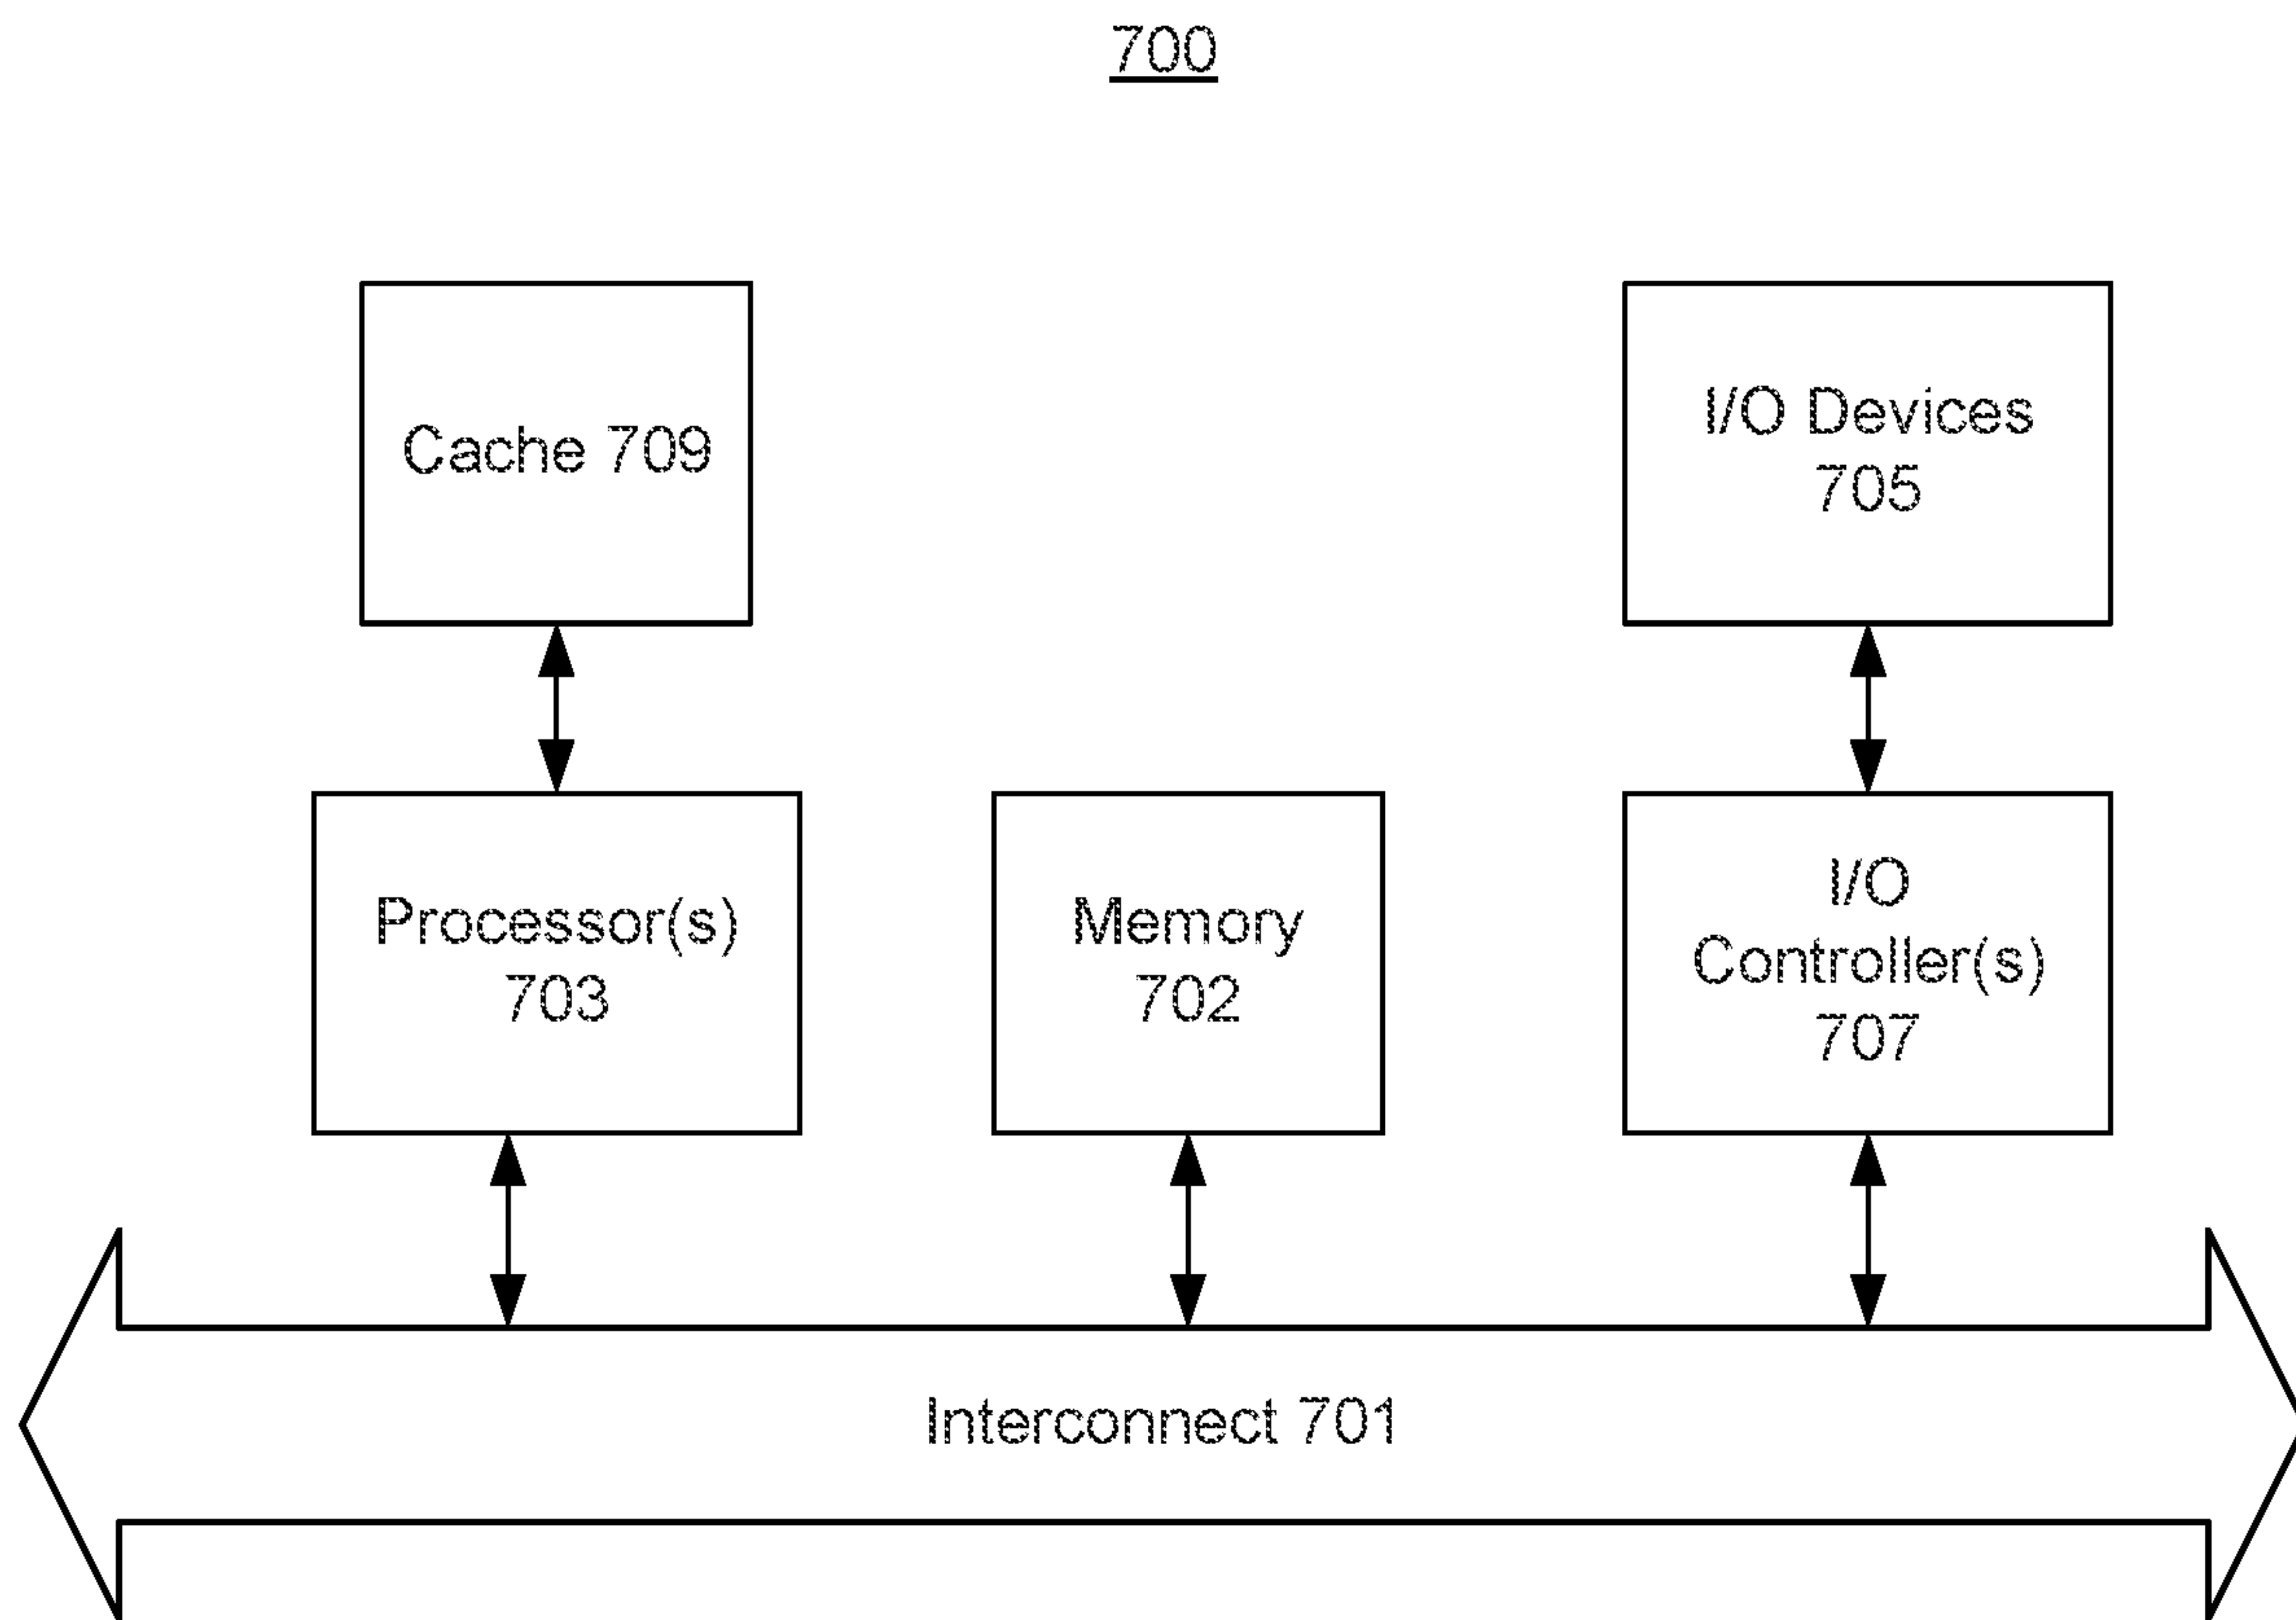 700
Cache 709
I/O Devices
705
Processor(s)
703
Memory
702
I/O
Controller(s)
707
Interconnect 701